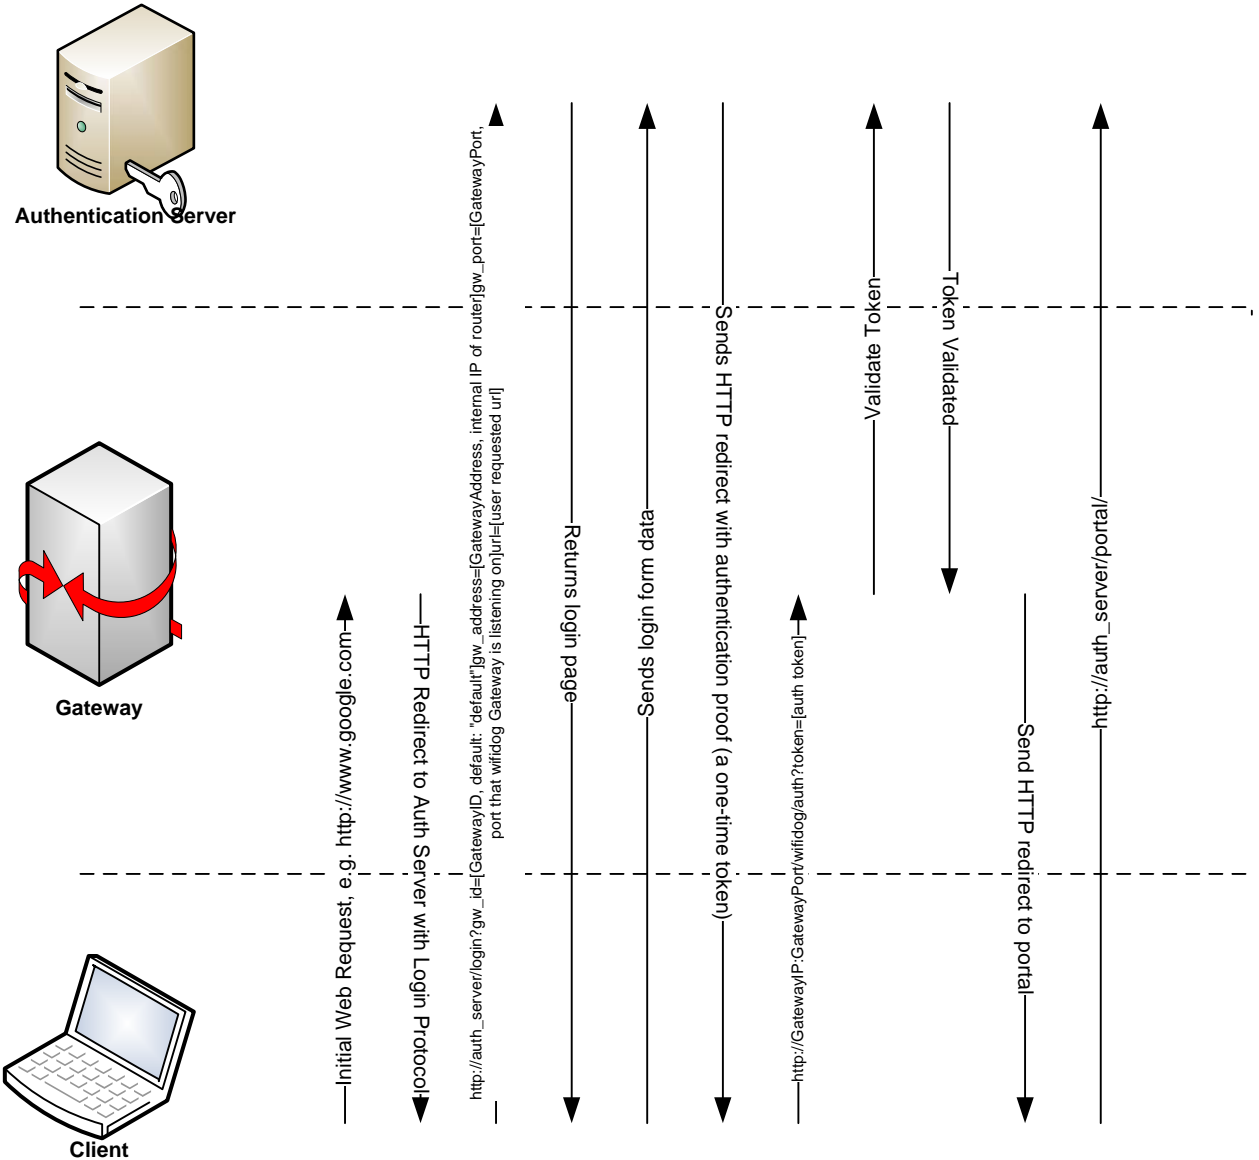 Authentication Server
Gateway
Client
Initial Web Request, e.g. http://www.google.com
HTTP Redirect to Auth Server with Login Protocol
http://auth_server/login?gw_id=[GatewayID, default: "default"]gw_address=[GatewayAddress, internal IP of router]gw_port=[GatewayPort,
port that wifidog Gateway is listening on]url=[user requested url]
Returns login page
Sends login form data
Sends HTTP redirect with authentication proof (a one-time token)
http://GatewayIP:GatewayPort/wifidog/auth?token=[auth token]
Validate Token
Token Validated
Send HTTP redirect to portal
http://auth_server/portal/